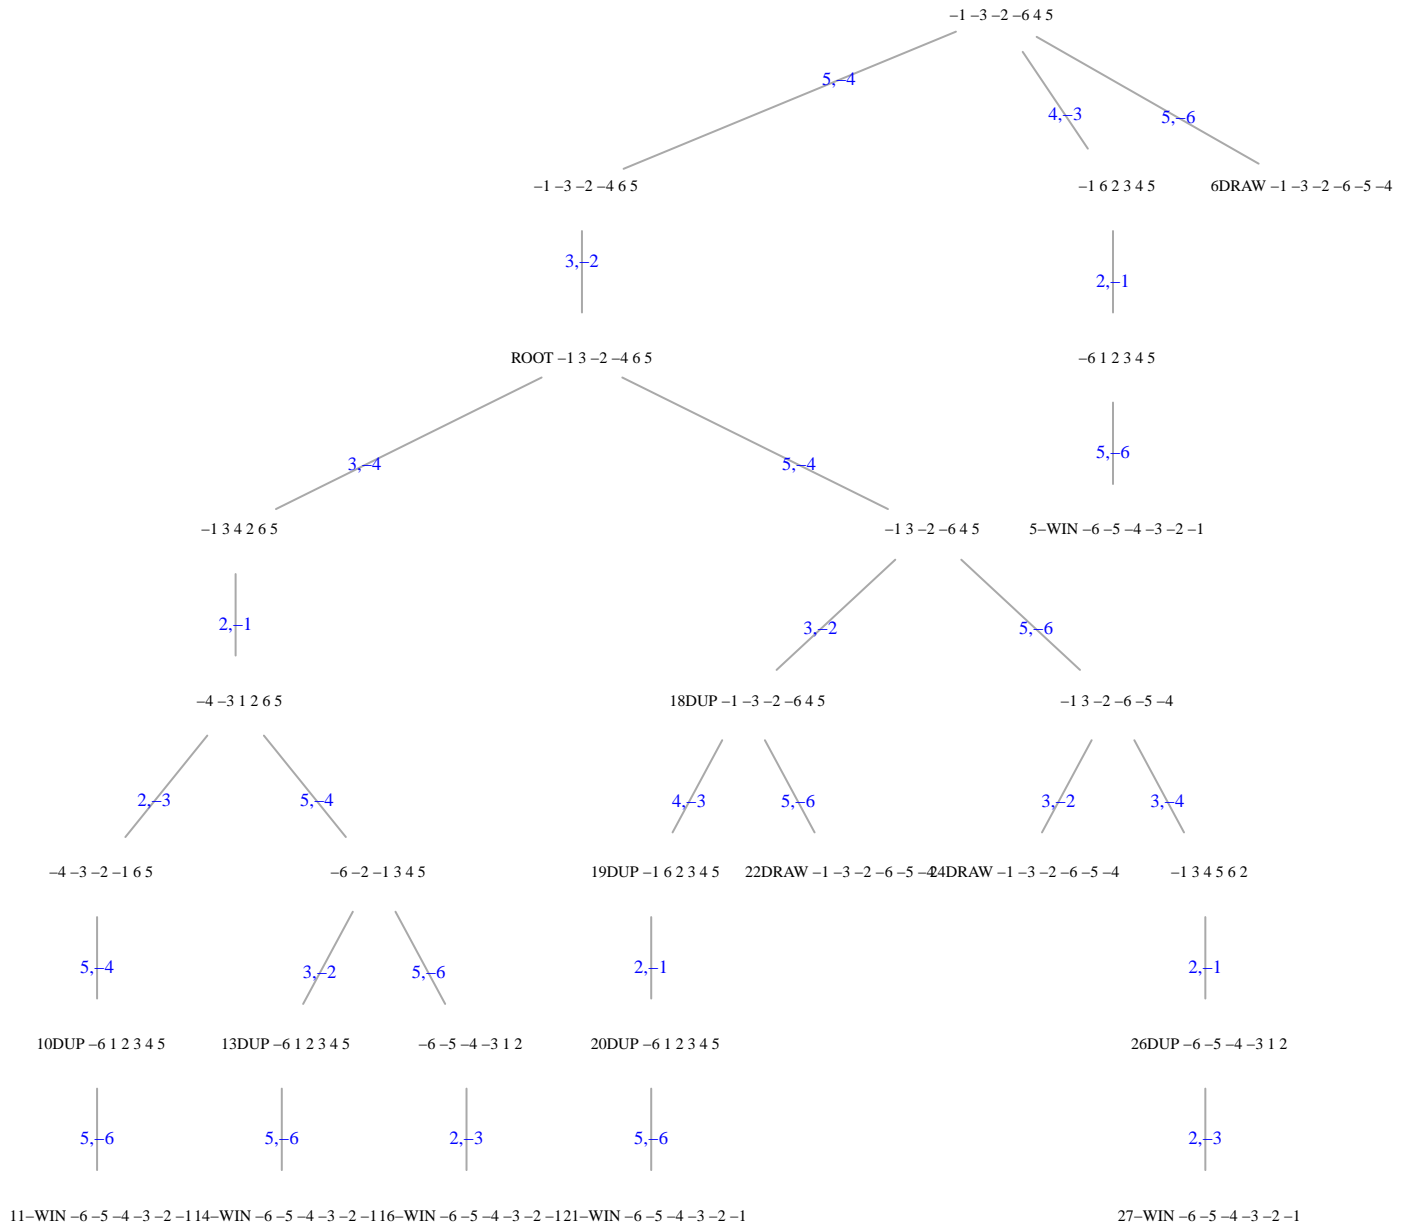 –1 –3 –2 –6 4 5
5,–4
4,–3
5,–6
–1 –3 –2 –4 6 5
–1 6 2 3 4 5
6DRAW –1 –3 –2 –6 –5 –4
3,–2
2,–1
ROOT –1 3 –2 –4 6 5
–6 1 2 3 4 5
3,–4
5,–4
5,–6
–1 3 4 2 6 5
–1 3 –2 –6 4 5
5–WIN –6 –5 –4 –3 –2 –1
2,–1
3,–2
5,–6
–4 –3 1 2 6 5
18DUP –1 –3 –2 –6 4 5
–1 3 –2 –6 –5 –4
2,–3
5,–4
4,–3
5,–6
3,–2
3,–4
–4 –3 –2 –1 6 5
–6 –2 –1 3 4 5
19DUP –1 6 2 3 4 5
22DRAW –1 –3 –2 –6 –5 –4
24DRAW –1 –3 –2 –6 –5 –4
–1 3 4 5 6 2
5,–4
3,–2
5,–6
2,–1
2,–1
10DUP –6 1 2 3 4 5
13DUP –6 1 2 3 4 5
–6 –5 –4 –3 1 2
20DUP –6 1 2 3 4 5
26DUP –6 –5 –4 –3 1 2
5,–6
5,–6
2,–3
5,–6
2,–3
11–WIN –6 –5 –4 –3 –2 –1
14–WIN –6 –5 –4 –3 –2 –1
16–WIN –6 –5 –4 –3 –2 –1
21–WIN –6 –5 –4 –3 –2 –1
27–WIN –6 –5 –4 –3 –2 –1